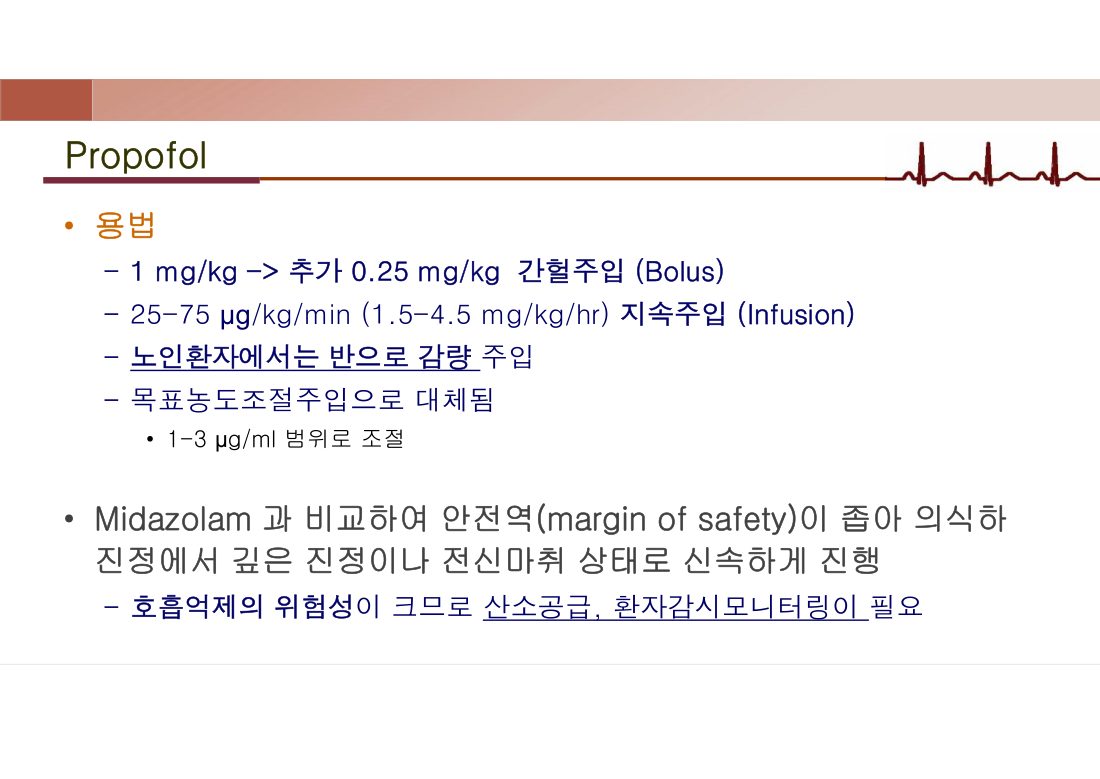 Propofol
• 용법
– 1 mg/kg –> 추가 0.25 mg/kg 간헐주입 (Bolus)
– 25–75 μg/kg/min (1.5–4.5 mg/kg/hr) 지속주입 (Infusion)
– 노인환자에서는 반으로 감량 주입
– 목표농도조절주입으로 대체됨
• 1–3 μg/ml 범위로 조절
• Midazolam 과 비교하여 안전역(margin of safety)이 좁아 의식하
진정에서 깊은 진정이나 전신마취 상태로 신속하게 진행
– 호흡억제의 위험성이 크므로 산소공급, 환자감시모니터링이 필요